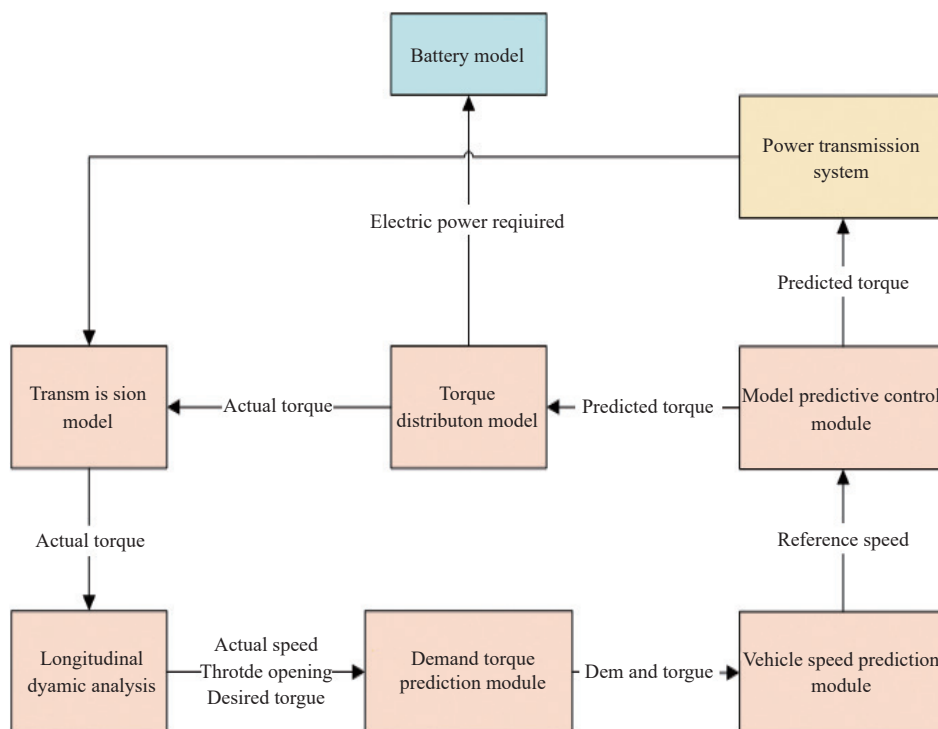 Battery model
Power transmission
system
Electric power reqiuired
Predicted torque
Transm is sion
model
Actual torque
Torque
distributon model
Predicted torque
Model predictive control
module
Actual torque
Reference speed
Longitudinal
dyamic analysis
Actual speed
Throtde opening
Desired torgue
Demand torque
prediction module
Dem and torgue
Vehicle speed prediction
module